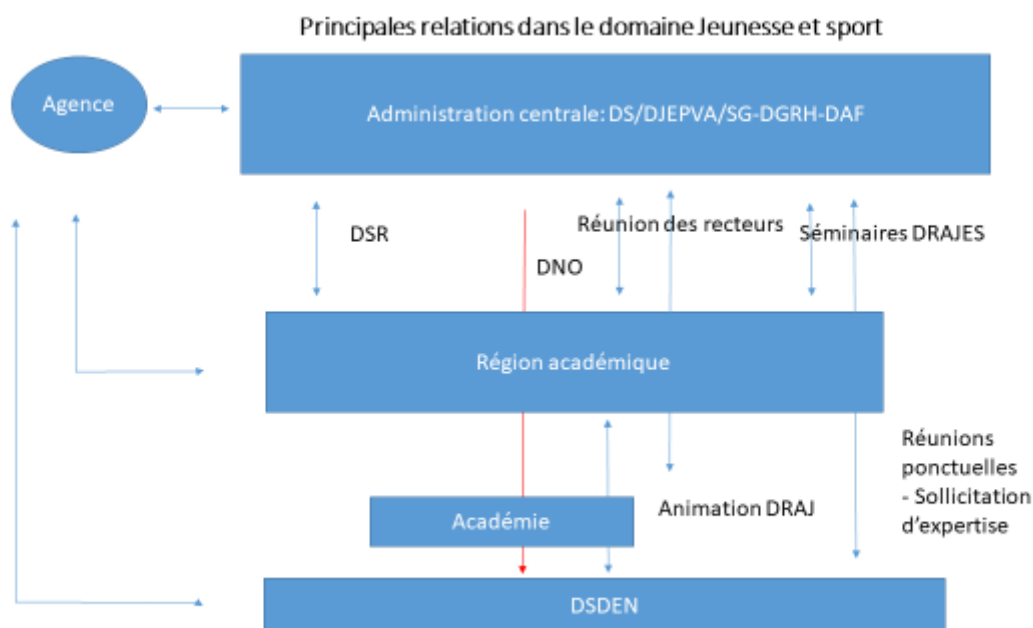 Principales relations dans le domaine Jeunesse et sport
Agence
Administration centrale: DS/DJEPVA/SG-DGRH-DAF
DSR
DNO
Réunion des recteurs
Séminaires DRAJES
Région académique
Réunions
ponctuelles
- Sollicitation
d'expertise
Académie
Animation DRAJ
DSDEN